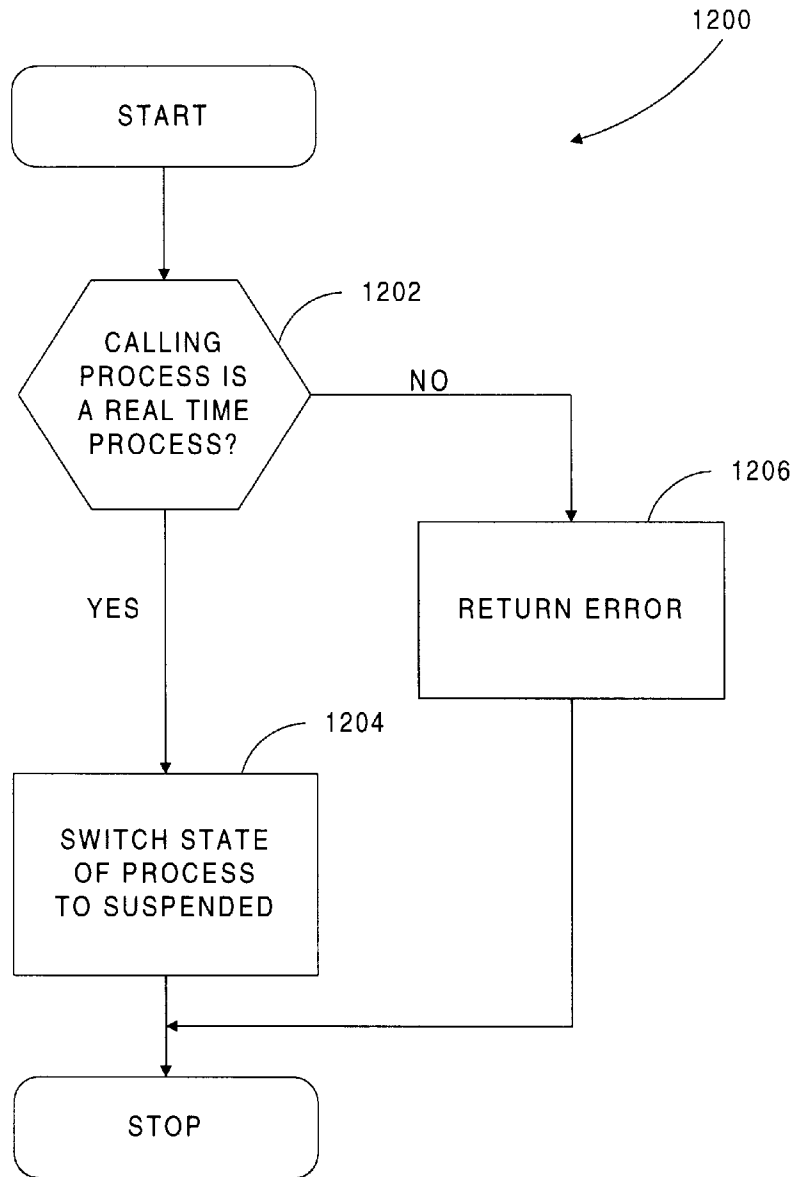 1200
START
1202
CALLING
PROCESS IS
A REAL TIME
PROCESS?
NO
1206
YES
RETURN ERROR
1204
SWITCH STATE
OF PROCESS
TO SUSPENDED
STOP